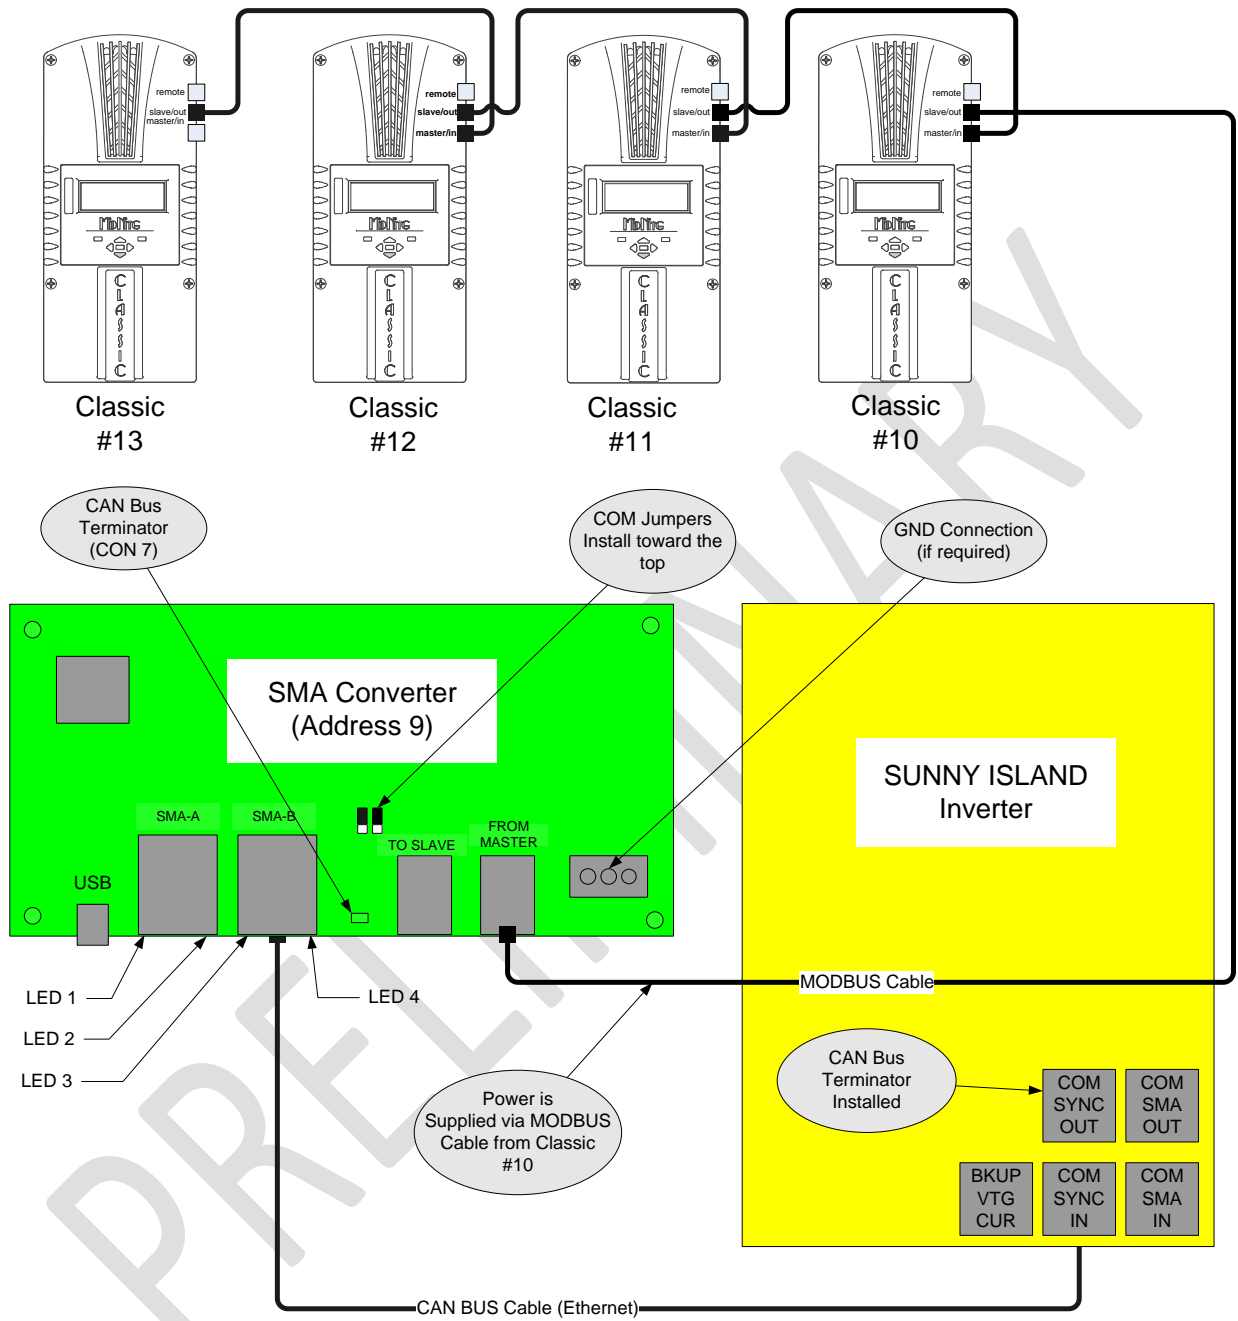 remote
slave/out
master/in
MIDNITE
CLASSIC
Classic
#13
remote
slave/out
master/in
MIDNITE
CLASSIC
Classic
#12
remote
slave/out
master/in
MIDNITE
CLASSIC
Classic
#11
remote
slave/out
master/in
MIDNITE
CLASSIC
Classic
#10
CAN Bus
Terminator
(CON 7)
COM Jumpers
Install toward the
top
GND Connection
(if required)
SMA Converter
(Address 9)
SMA-A
SMA-B
TO SLAVE
FROM
MASTER
USB
LED 1
LED 2
LED 3
LED 4
SUNNY ISLAND
Inverter
MODBUS Cable
Power is
Supplied via MODBUS
Cable from Classic
#10
CAN Bus
Terminator
Installed
COM
SYNC
OUT
COM
SMA
OUT
BKUP
VTG
CUR
COM
SYNC
IN
COM
SMA
IN
CAN BUS Cable (Ethernet)
PRELIMINARY